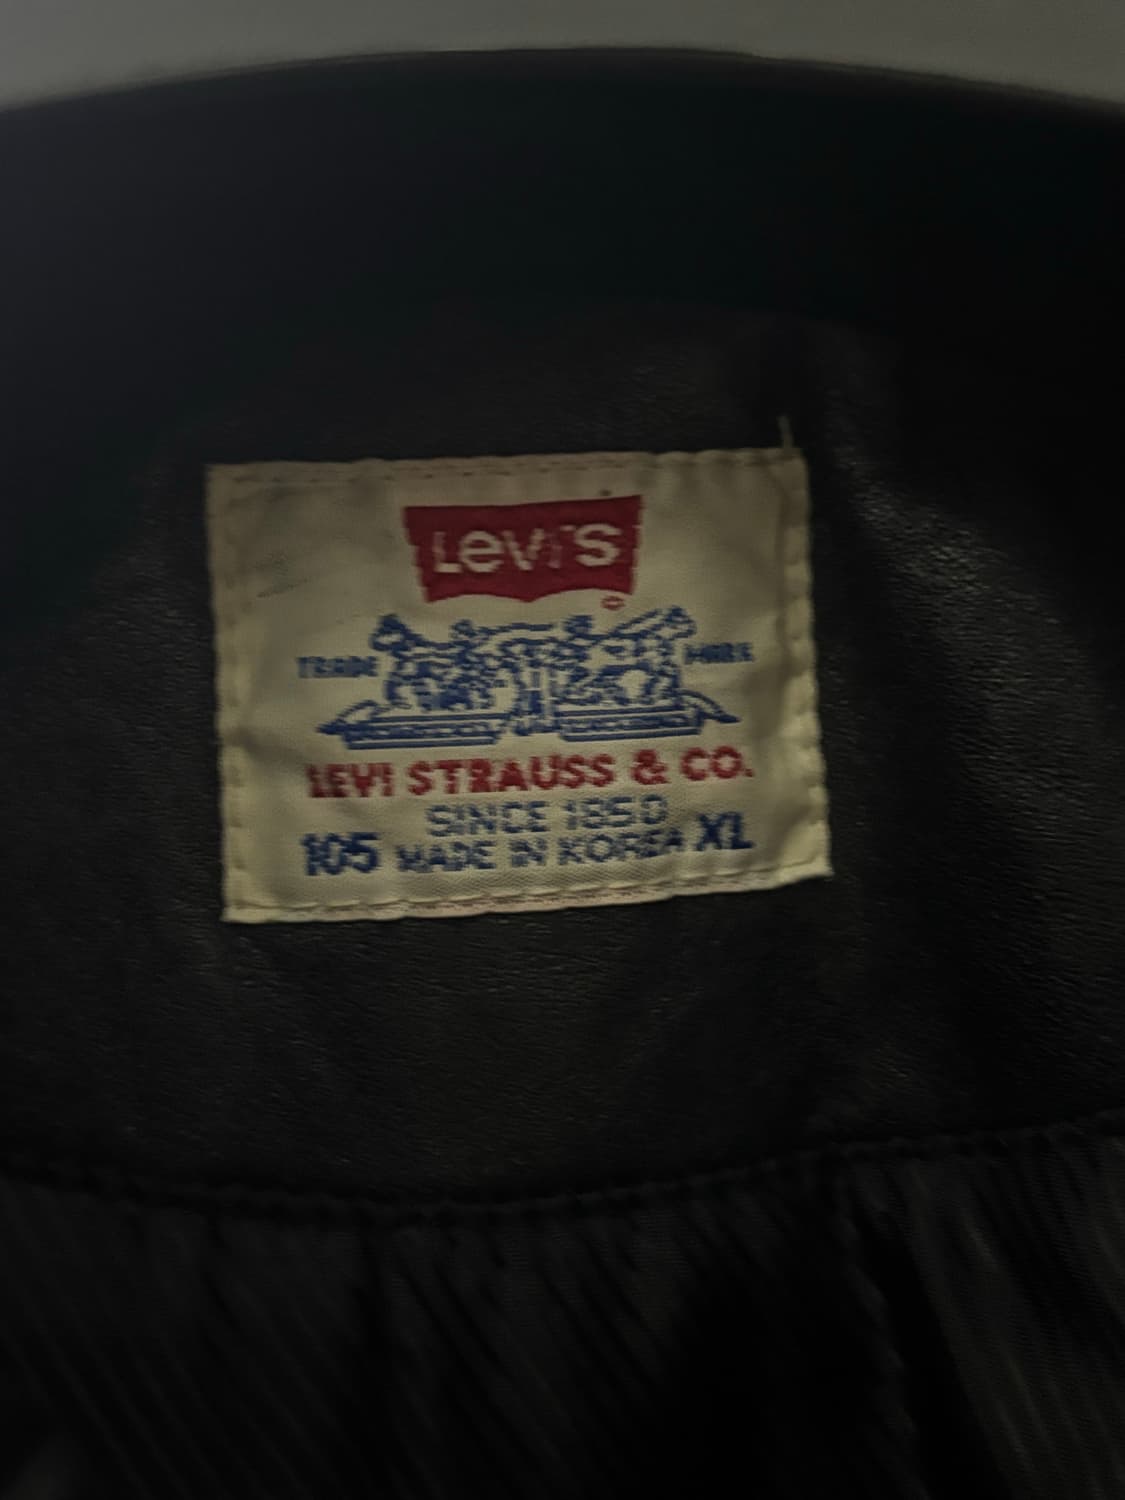 Levi's
TRADE MARK
LEVI STRAUSS & CO.
SINCE 1850
105 MADE IN KOREA XL